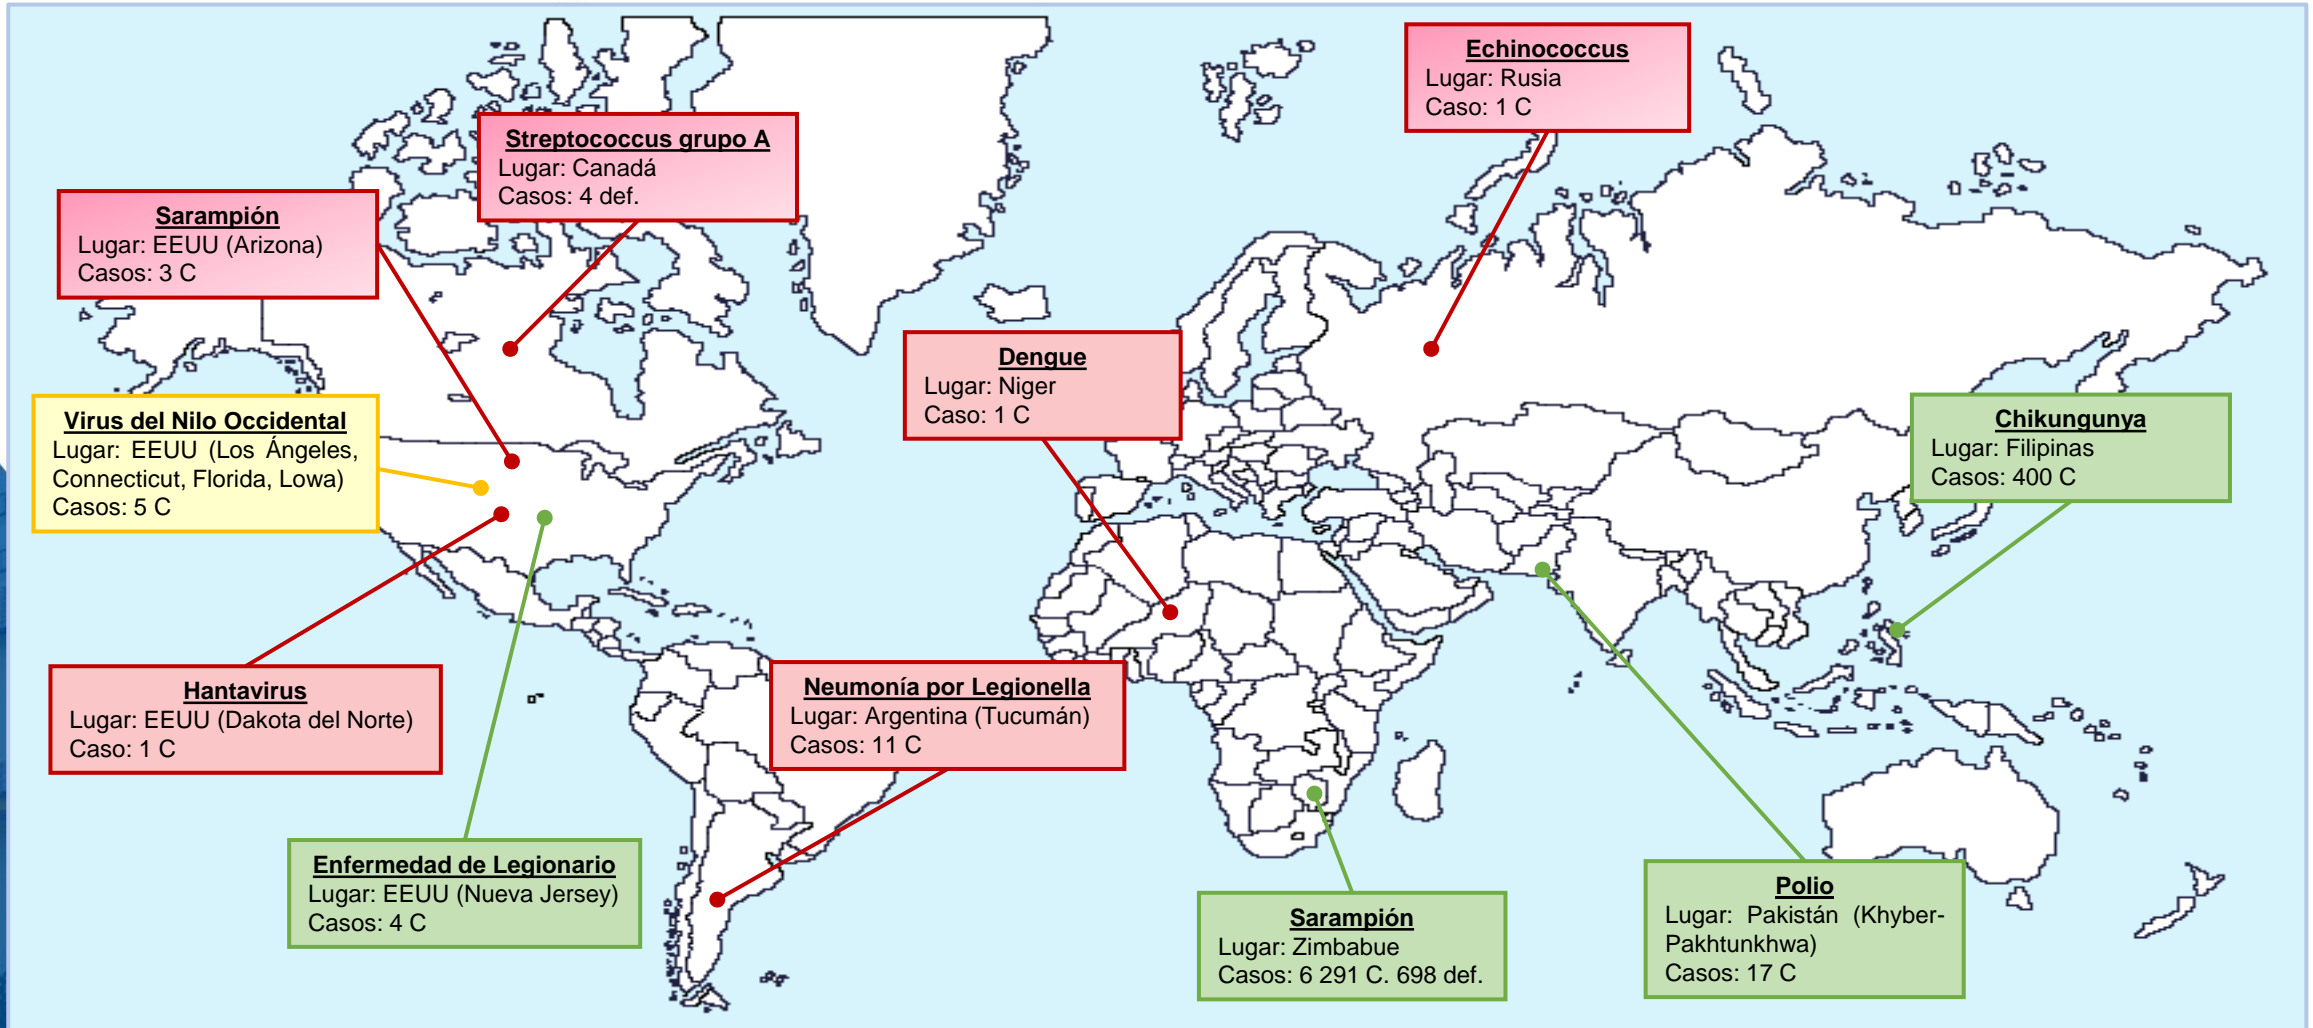 Echinococcus
Lugar: Rusia
Caso: 1 C
Streptococcus grupo A
Lugar: Canadá
Casos: 4 def.
Sarampión
Lugar: EEUU (Arizona)
Casos: 3 C
Dengue
Lugar: Niger
Caso: 1 C
Virus del Nilo Occidental
Lugar: EEUU (Los Ángeles,
Connecticut, Florida, Lowa)
Casos: 5 C
Chikungunya
Lugar: Filipinas
Casos: 400 C
Hantavirus
Lugar: EEUU (Dakota del Norte)
Caso: 1 C
Neumonía por Legionella
Lugar: Argentina (Tucumán)
Casos: 11 C
Enfermedad de Legionario
Lugar: EEUU (Nueva Jersey)
Casos: 4 C
Sarampión
Lugar: Zimbabue
Casos: 6 291 C. 698 def.
Polio
Lugar: Pakistán (Khyber-
Pakhtunkhwa)
Casos: 17 C